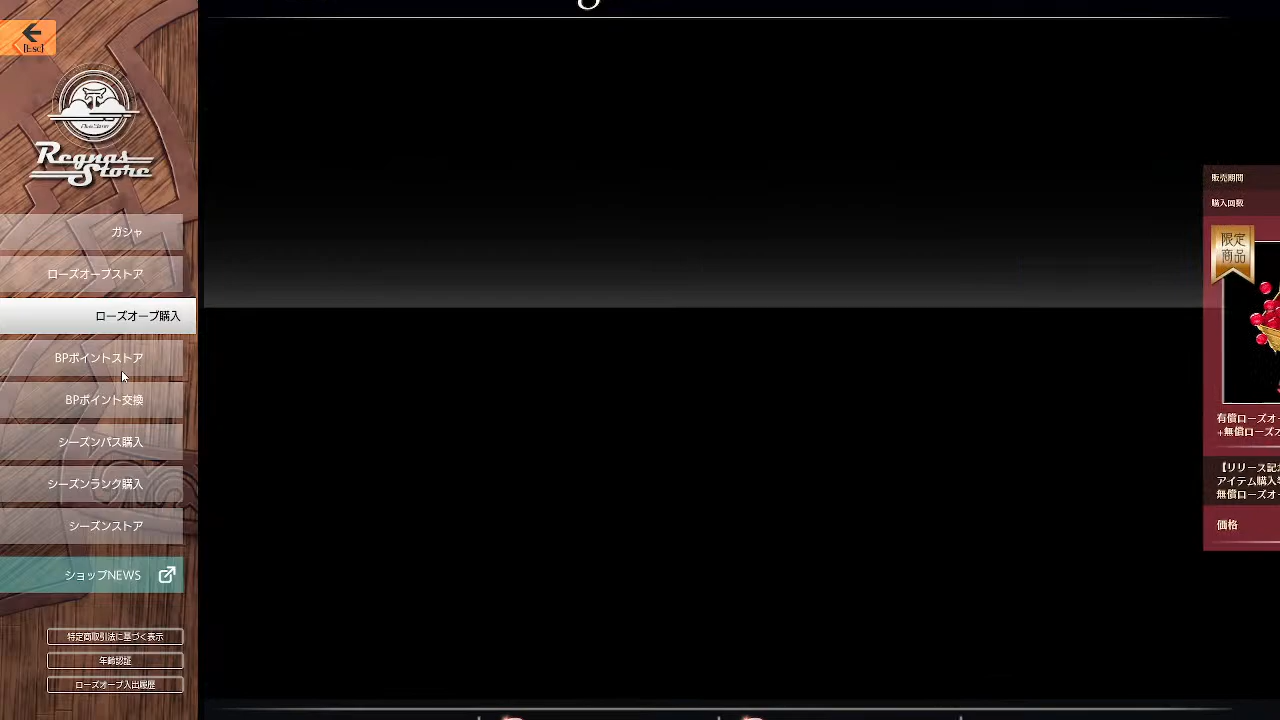 [Esc]
Regnas
Store
ガシャ
ローズオーブストア
ローズオーブ購入
BPポイントストア
BPポイント交換
シーズンパス購入
シーズンランク購入
シーズンストア
ショップNEWS
特定商取引法に基づく表示
年齢認証
ローズオーブ入出履歴
販売期間
購入回数
限定
商品
有償ローズオー
+無償ローズオ
【リリース記念
アイテム購入
無償ローズオー
価格